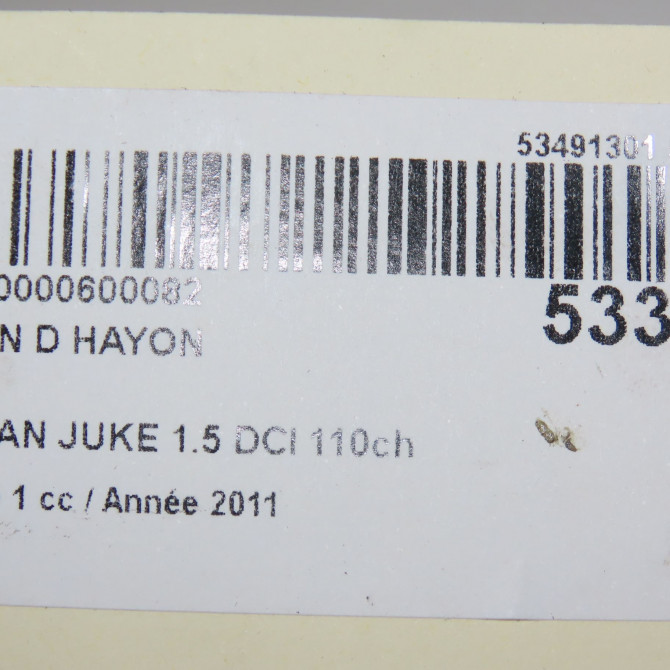 53491301
0000600082
533
N D HAYON
AN JUKE 1.5 DCI 110ch
1 cc / Année 2011